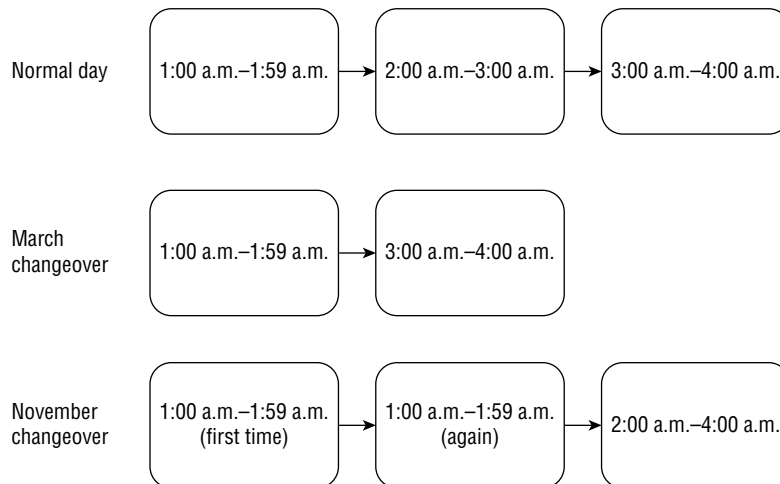 Normal day
1:00 a.m.–1:59 a.m.
2:00 a.m.–3:00 a.m.
3:00 a.m.–4:00 a.m.
March
changeover
1:00 a.m.–1:59 a.m.
3:00 a.m.–4:00 a.m.
November
changeover
1:00 a.m.–1:59 a.m.
(first time)
1:00 a.m.–1:59 a.m.
(again)
2:00 a.m.–4:00 a.m.